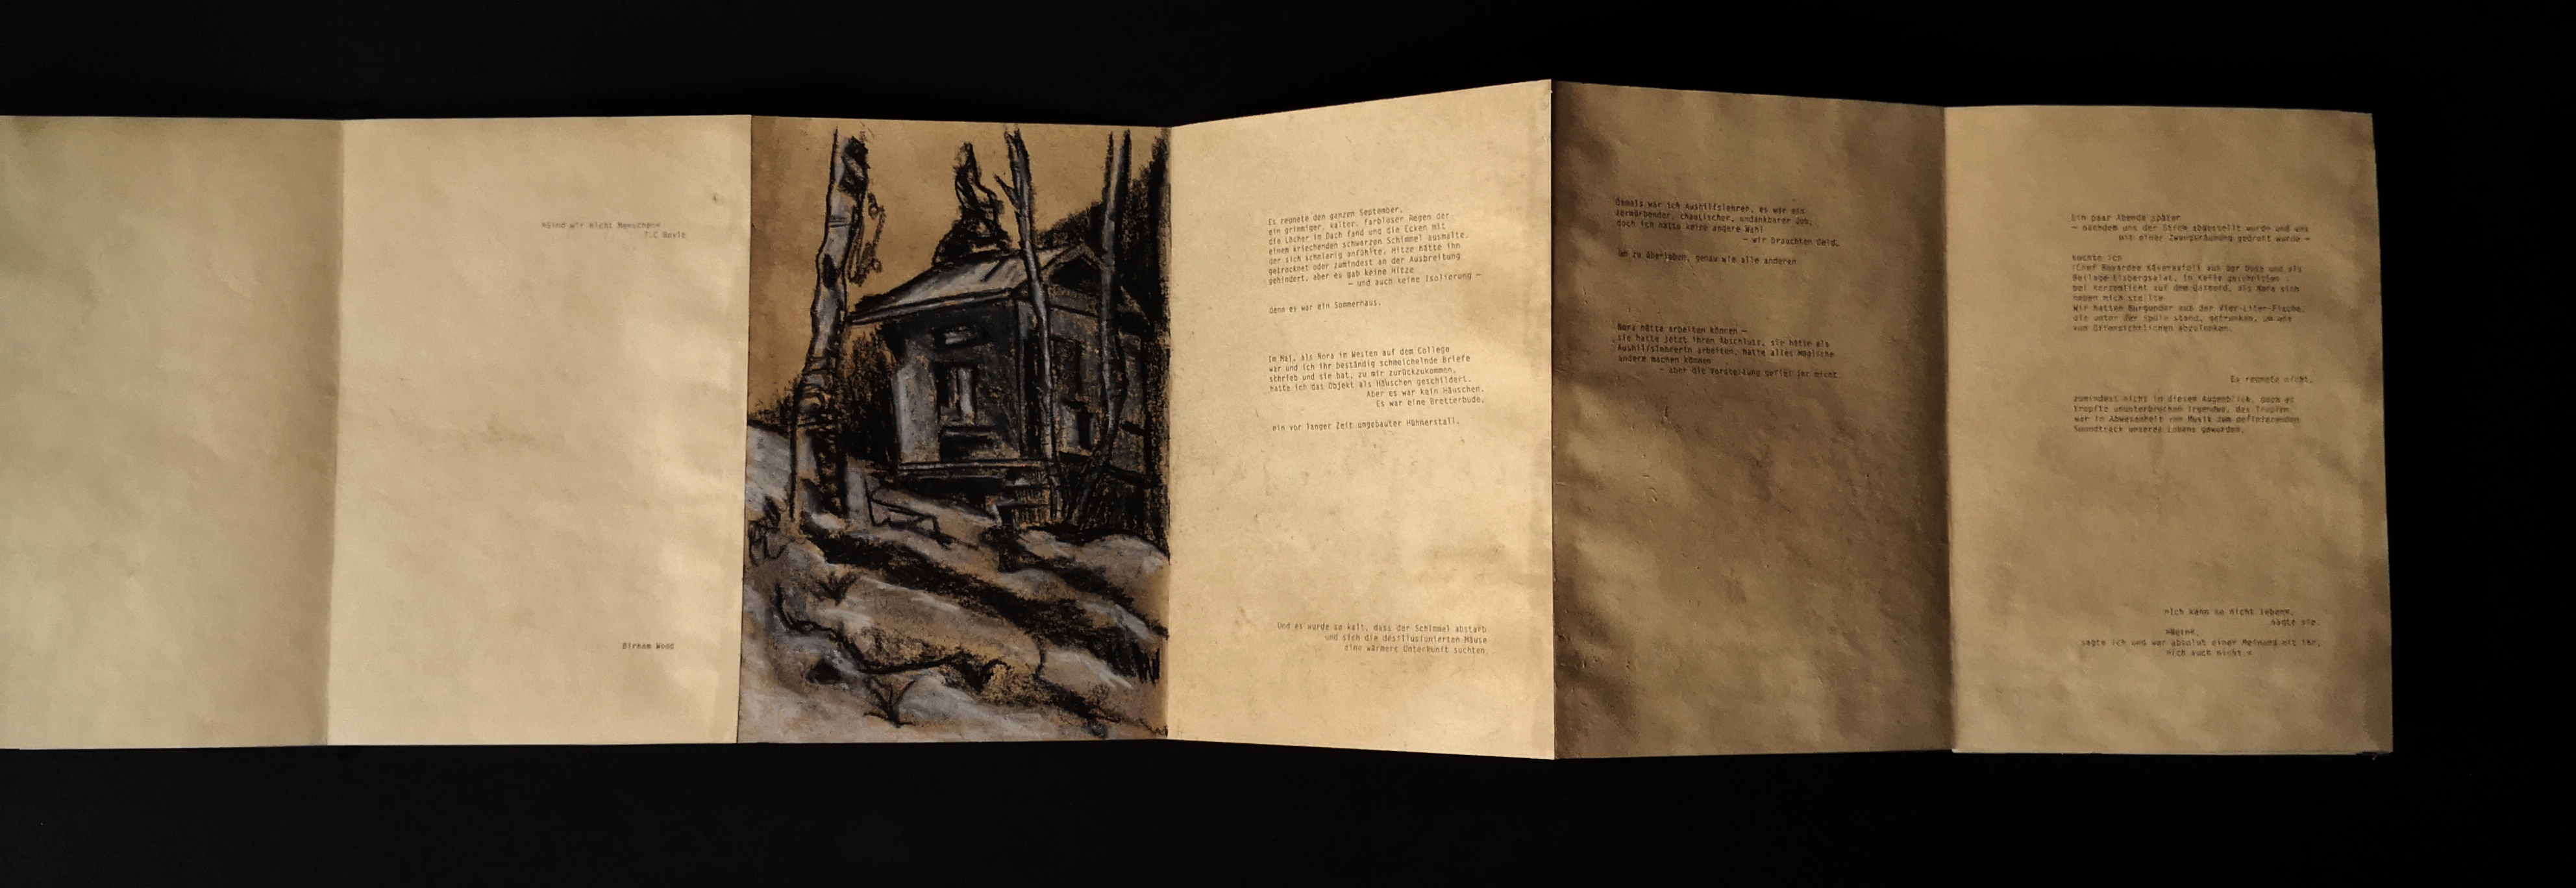 »Sind wir nicht Menschen«
T.C Boyle
Birnam Wood
Es regnete den ganzen September,
ein grimmiger, kalter, farbloser Regen der
die Löcher im Dach fand und die Ecken mit
einem kriechenden schwarzen Schimmel ausmalte,
der sich schmierig anfühlte. Hitze hätte ihn
getrocknet oder zumindest an der Ausbreitung
gehindert, aber es gab keine Hitze
– und auch keine Isolierung –
denn es war ein Sommerhaus.
Im Mai, als Nora im Westen auf dem College
war und ich ihr beständig schmeichelnde Briefe
schrieb und sie bat, zu mir zurückzukommen,
hatte ich das Objekt als Häuschen geschildert.
Aber es war kein Häuschen.
Es war eine Bretterbude,
ein vor langer Zeit umgebauter Hühnerstall.
Und es wurde so kalt, dass der Schimmel abstarb
und sich die desillusionierten Mäuse
eine wärmere Unterkunft suchten.
Damals war ich Aushilfslehrer, es war ein
zermürbender, chaotischer, undankbarer Job,
doch ich hatte keine andere Wahl
– wir brauchten Geld,
um zu überleben, genau wie alle anderen.
Nora hätte arbeiten können –
sie hatte jetzt ihren Abschluss, sie hätte als
Aushilfslehrerin arbeiten, hätte alles Mögliche
andere machen können
– aber die Vorstellung gefiel ihr nicht.
Ein paar Abende später
– nachdem uns der Strom abgestellt wurde und uns
mit einer Zwangsräumung gedroht wurde –
kochte ich
(Chef Boyardee Käseravioli aus der Dose und als
Beilage Eisbergsalat, in Keile geschnitten
bei Kerzenlicht auf dem Gasherd, als Nora sich
neben mich stellte.
Wir hatten Burgunder aus der Vier-Liter-Flasche,
die unter der Spüle stand, getrunken, um uns
vom Offensichtlichen abzulenken.
Es regnete nicht,
zumindest nicht in diesem Augenblick, doch es
tropfte ununterbrochen irgendwo, das Tropfen
war in Abwesenheit von Musik zum definierenden
Soundtrack unseres Lebens geworden.
»Ich kann so nicht leben«,
sagte sie.
sagte ich und war absolut einer Meinung mit ihr,
»ich auch nicht.«